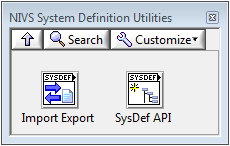 NIVS System Definition Utilities
Search Customize
SYSDEF SYSDEF
Import Export SysDef API